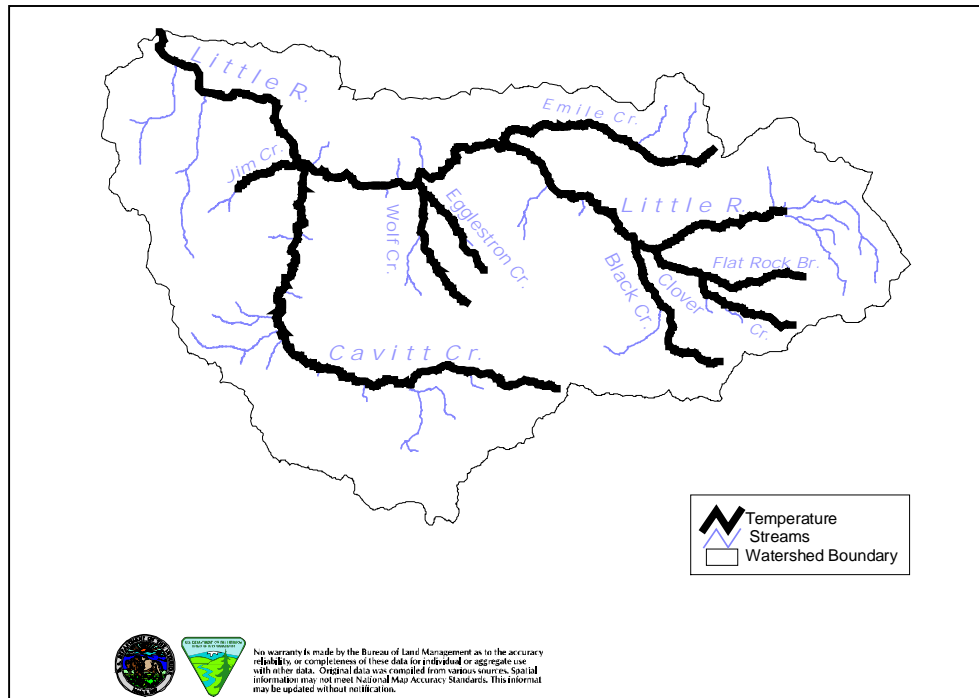 Little R.
Emile Cr.
Jim Cr.
Wolf Cr.
Egglestron Cr.
Little R.
Black Cr.
Clover Cr.
Flat Rock Br.
Cavitt Cr.
Temperature
Streams
Watershed Boundary
No warranty is made by the Bureau of Land Management as to the accuracy
reliability, or completeness of these data for individual or aggregate use
with other data. Original data was compiled from various sources. Spatial
information may not meet National Map Accuracy Standards. This informat
may be updated without notification.